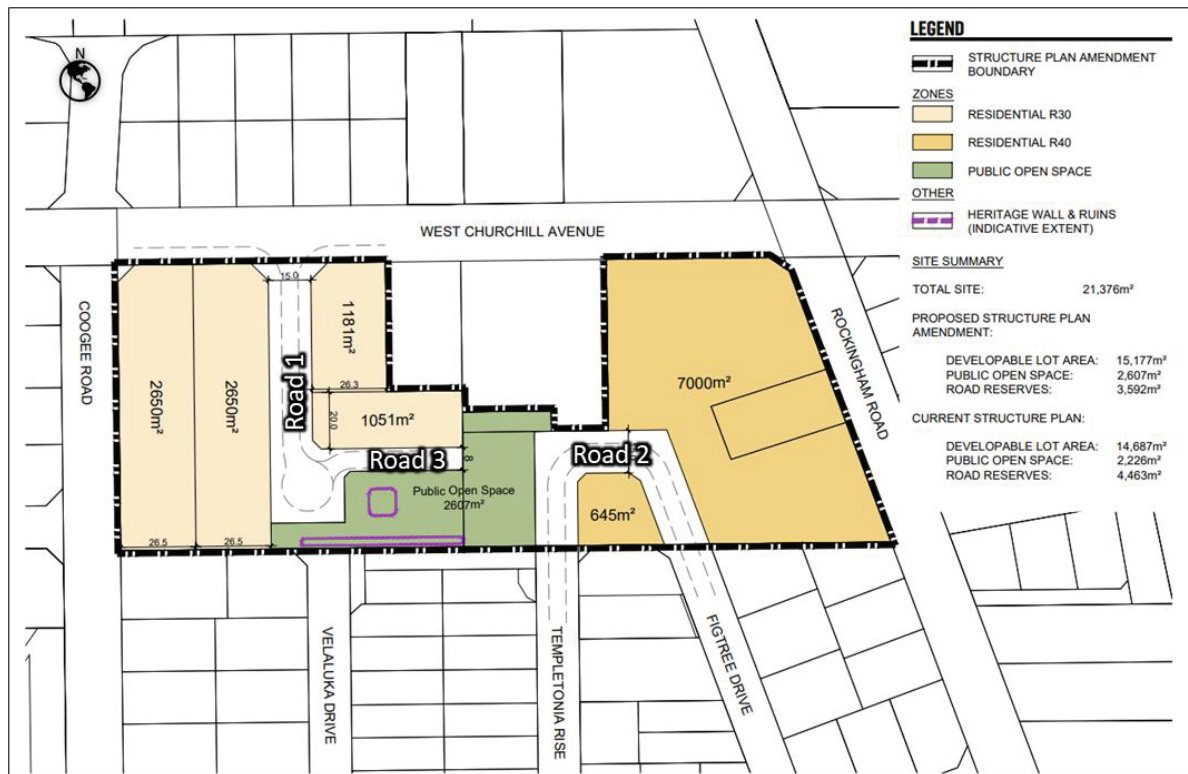 N
WEST CHURCHILL AVENUE
COOGEE ROAD
ROCKINGHAM ROAD
15.0
1181m²
2650m²
2650m²
Road 1
26.3
20.0
1051m²
7000m²
Road 3
8
Road 2
Public Open Space
2607m²
645m²
26.5
26.5
VELALUKA DRIVE
TEMPLETONIA RISE
FIGTREE DRIVE
LEGEND
STRUCTURE PLAN AMENDMENT
BOUNDARY
ZONES
RESIDENTIAL R30
RESIDENTIAL R40
PUBLIC OPEN SPACE
OTHER
HERITAGE WALL & RUINS
(INDICATIVE EXTENT)
SITE SUMMARY
TOTAL SITE: 21,376m²
PROPOSED STRUCTURE PLAN
AMENDMENT:
DEVELOPABLE LOT AREA: 15,177m²
PUBLIC OPEN SPACE: 2,607m²
ROAD RESERVES: 3,592m²
CURRENT STRUCTURE PLAN:
DEVELOPABLE LOT AREA: 14,687m²
PUBLIC OPEN SPACE: 2,226m²
ROAD RESERVES: 4,463m²